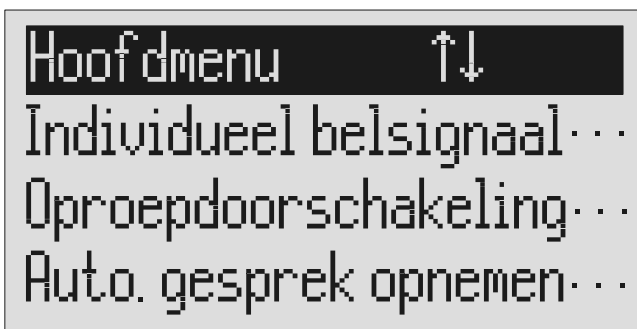 Hoofdmenu ↑↓
Individueel belsignaal···
Oproepdoorschakeling···
Auto. gesprek opnemen···